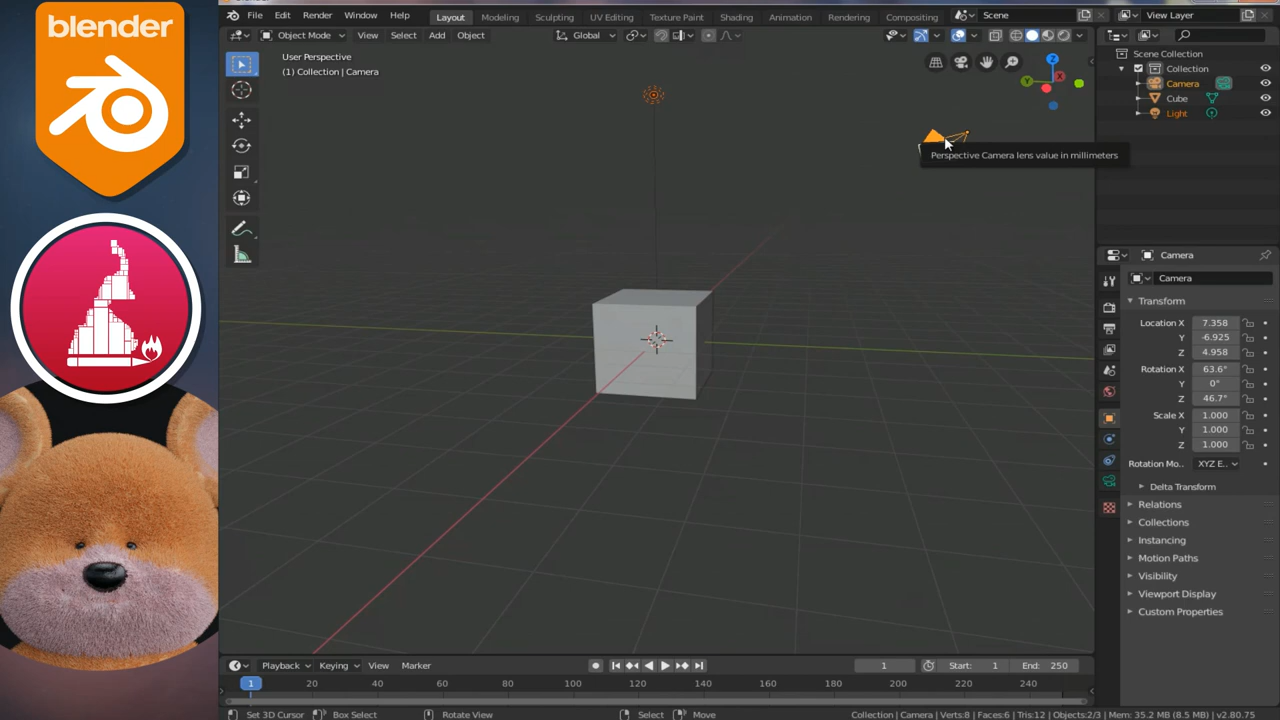 blender
File Edit Render Window Help Layout Modeling Sculpting UV Editing Texture Paint Shading Animation Rendering Compositing Scene View Layer
Object Mode View Select Add Object Global
User Perspective
(1) Collection | Camera
Z
X
Y
Perspective Camera lens value in millimeters
Scene Collection
Collection
Camera
Cube
Light
Camera
Camera
Transform
Location X 7.358
Y -6.925
Z 4.958
Rotation X 63.6°
Y 0°
Z 46.7°
Scale X 1.000
Y 1.000
Z 1.000
Rotation Mo.. XYZ E..
Delta Transform
Relations
Collections
Instancing
Motion Paths
Visibility
Viewport Display
Custom Properties
Playback Keying View Marker 1 Start: 1 End: 250
1 20 40 60 80 100 120 140 160 180 200 220 240
Set 3D Cursor Box Select Rotate View Select Move Collection | Camera | Verts:8 | Faces:6 | Tris:12 | Objects:2/3 | Mem: 35.2 MB (8.5 MB) | v2.80.75